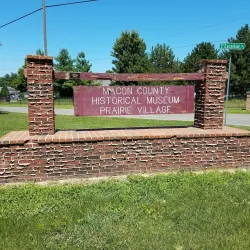 MACON COUNTY
HISTORICAL MUSEUM
PRAIRIE VILLAGE